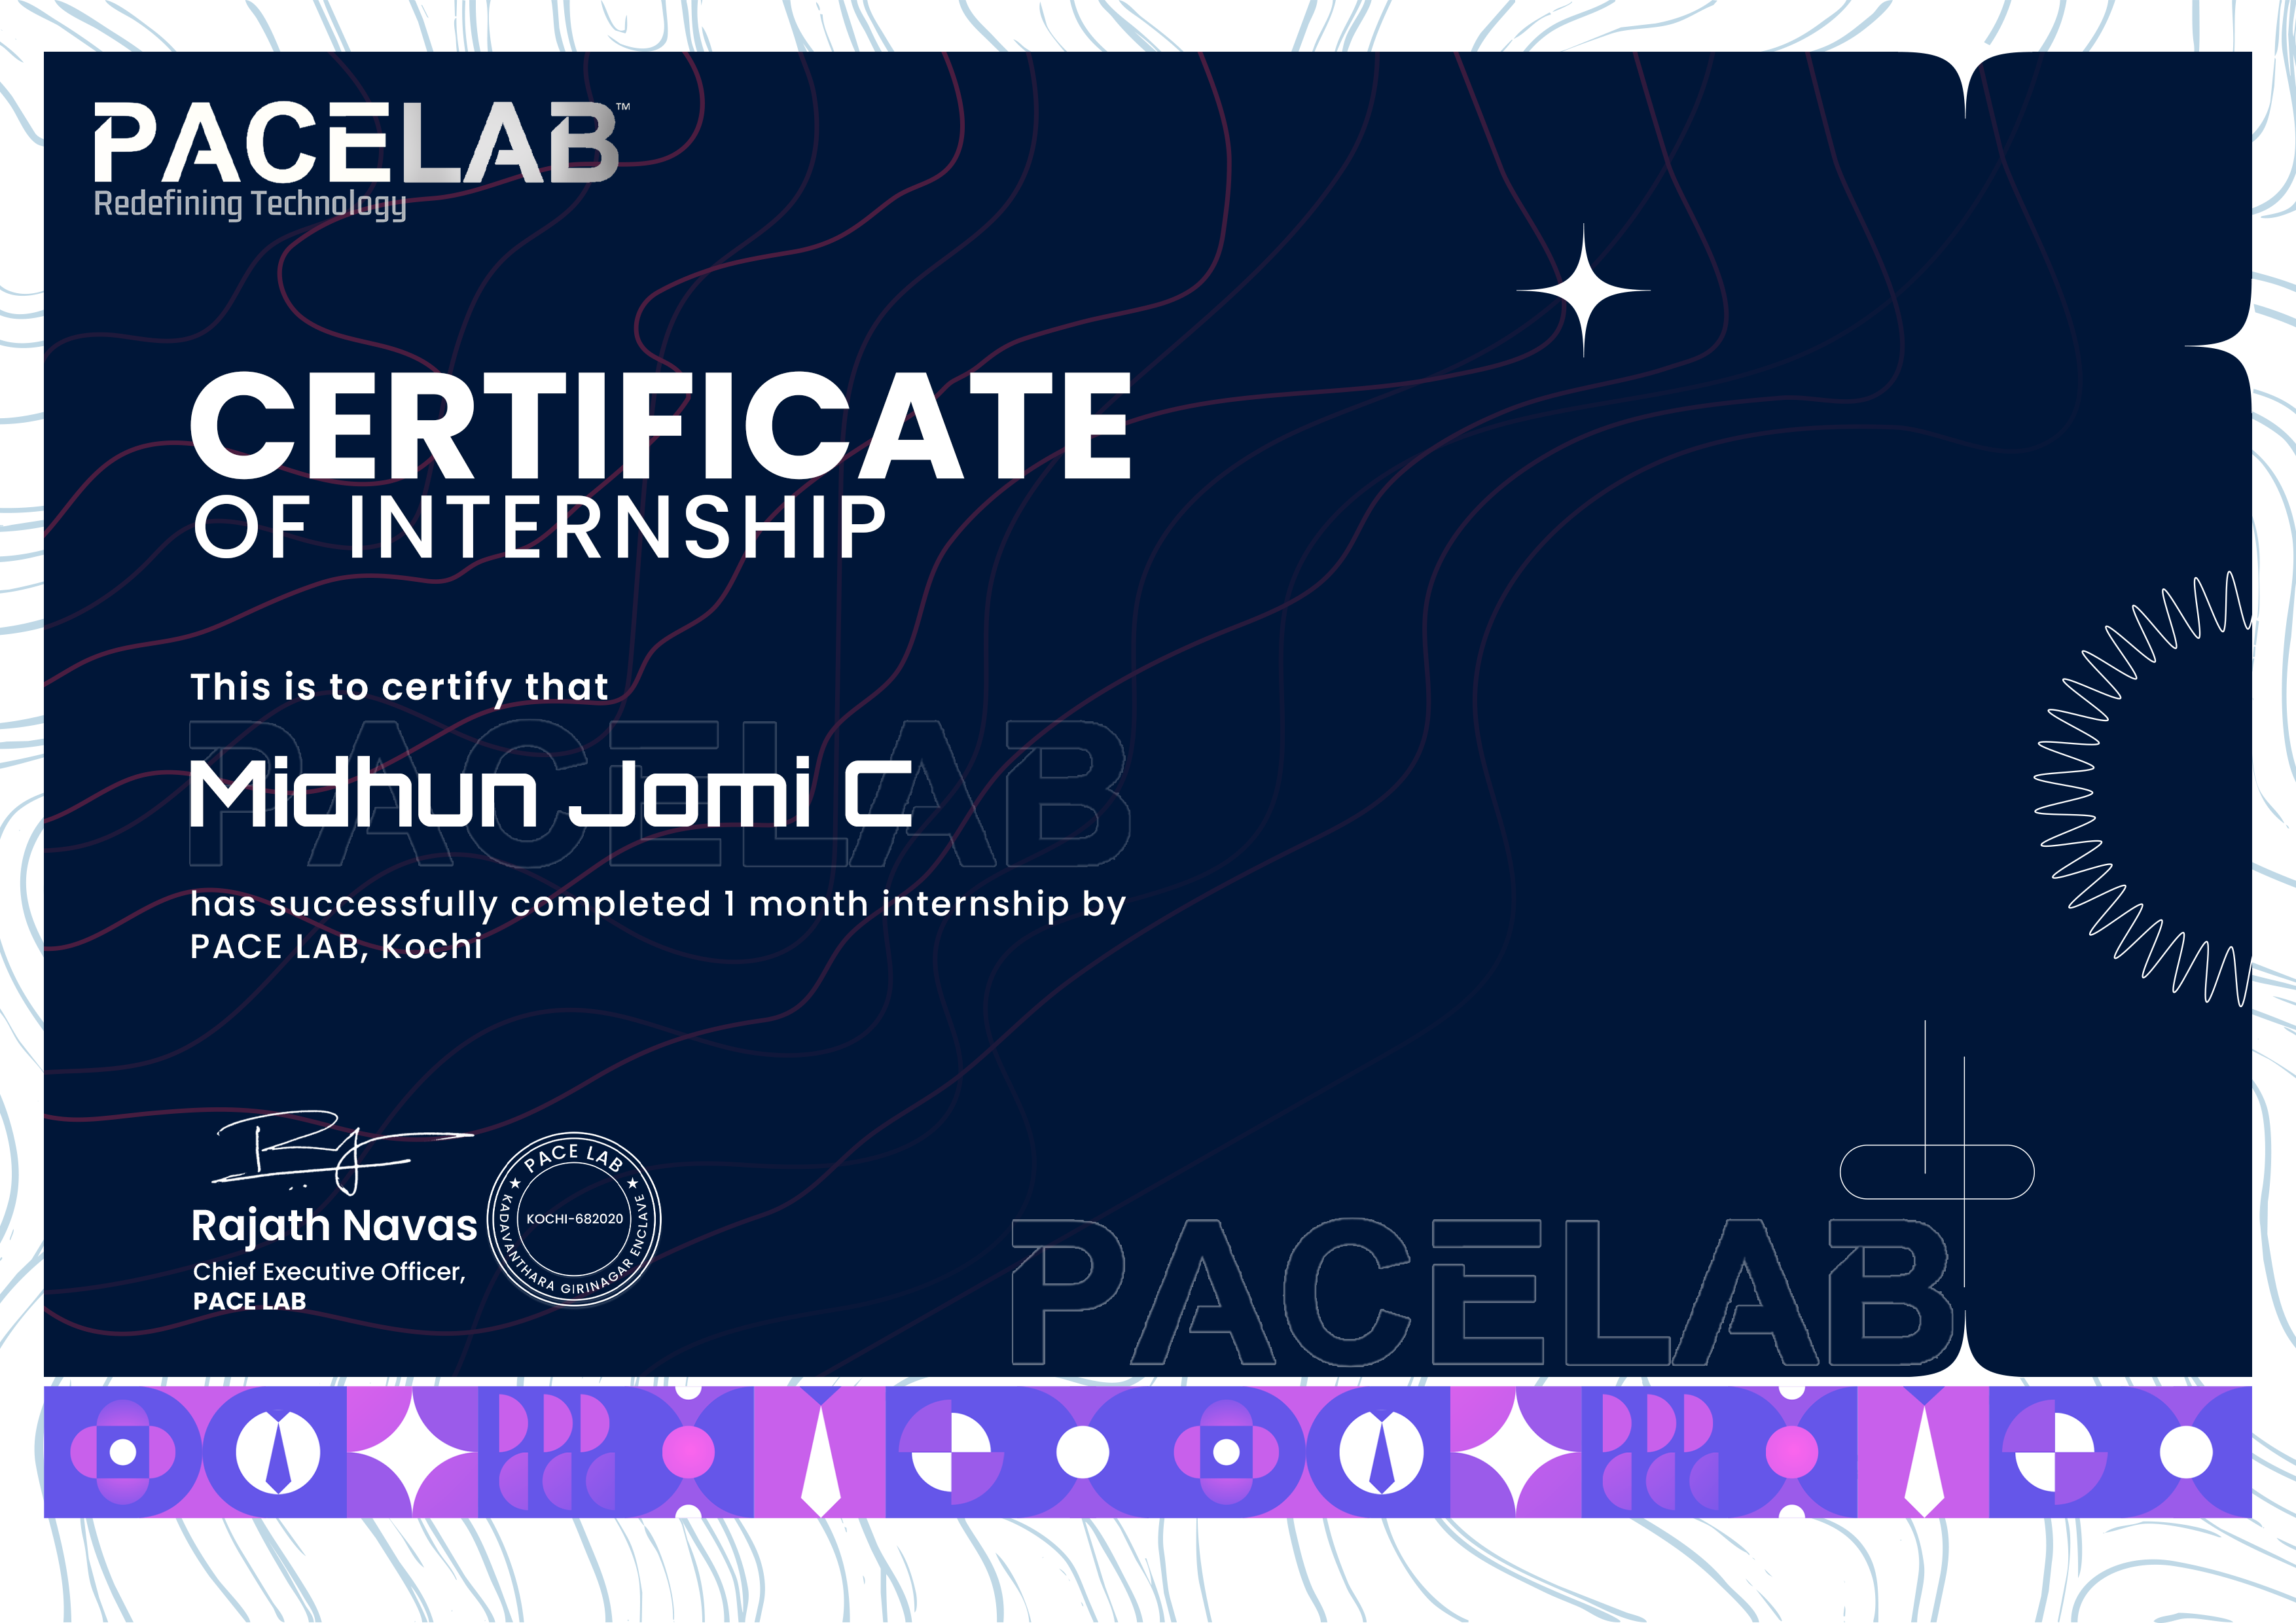 PACELAB™
Redefining Technology
CERTIFICATE
OF INTERNSHIP
This is to certify that
PACELAB
Midhun Jomi C
has successfully completed 1 month internship by
PACE LAB, Kochi
Rajath Navas
Chief Executive Officer,
PACE LAB
PACE LAB
KOCHI-682020
KADAVANTHARA GIRINAGAR ENCLAVE
PACELAB